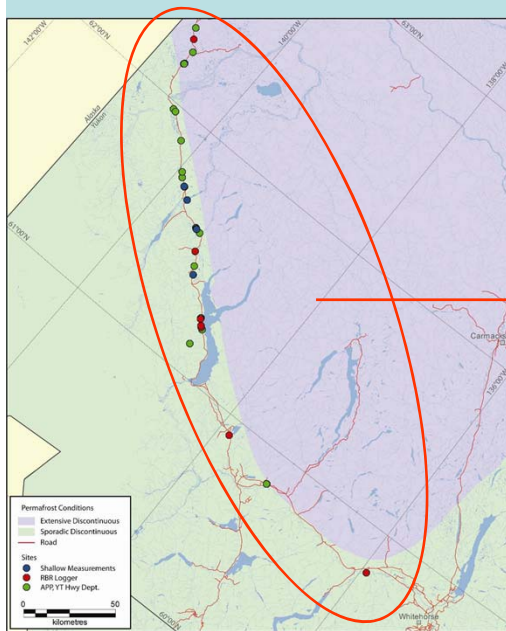 142°00'W
62°00'N
140°00'W
63°00'N
138°00'W
Alaska
Yukon
61°00'N
Carmacks
136°00'W
Permafrost Conditions
Extensive Discontinuous
Sporadic Discontinuous
Road
Sites
Shallow Measurements
RBR Logger
APP, YT Hwy Dept.
0 50
kilometres
60°00'N
Whitehorse